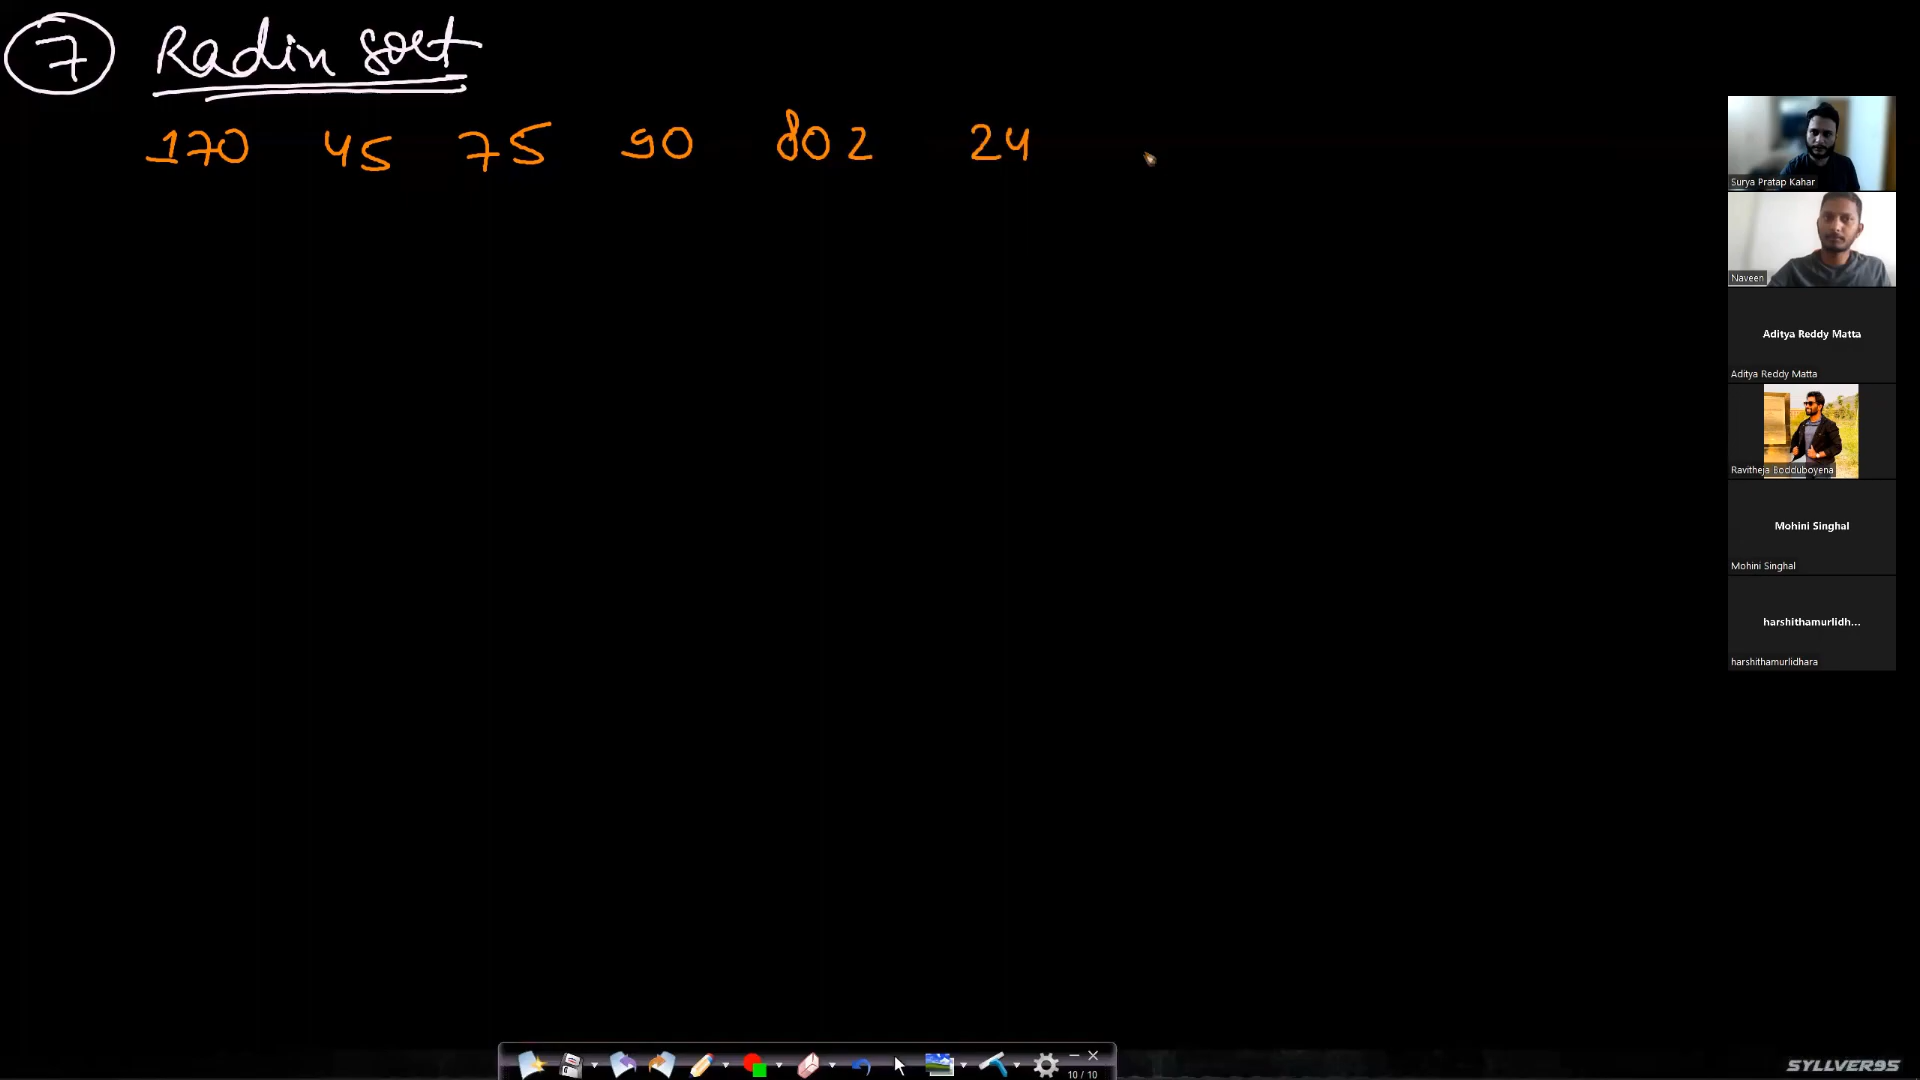 7 Radix sort
170 45 75 90 802 24
Surya Pratap Kahar
Naveen
Aditya Reddy Matta
Aditya Reddy Matta
Ravitheja Bodduboyena
Mohini Singhal
Mohini Singhal
harshithamurlidh...
harshithamurlidhara
10 / 10
SYLLVER95